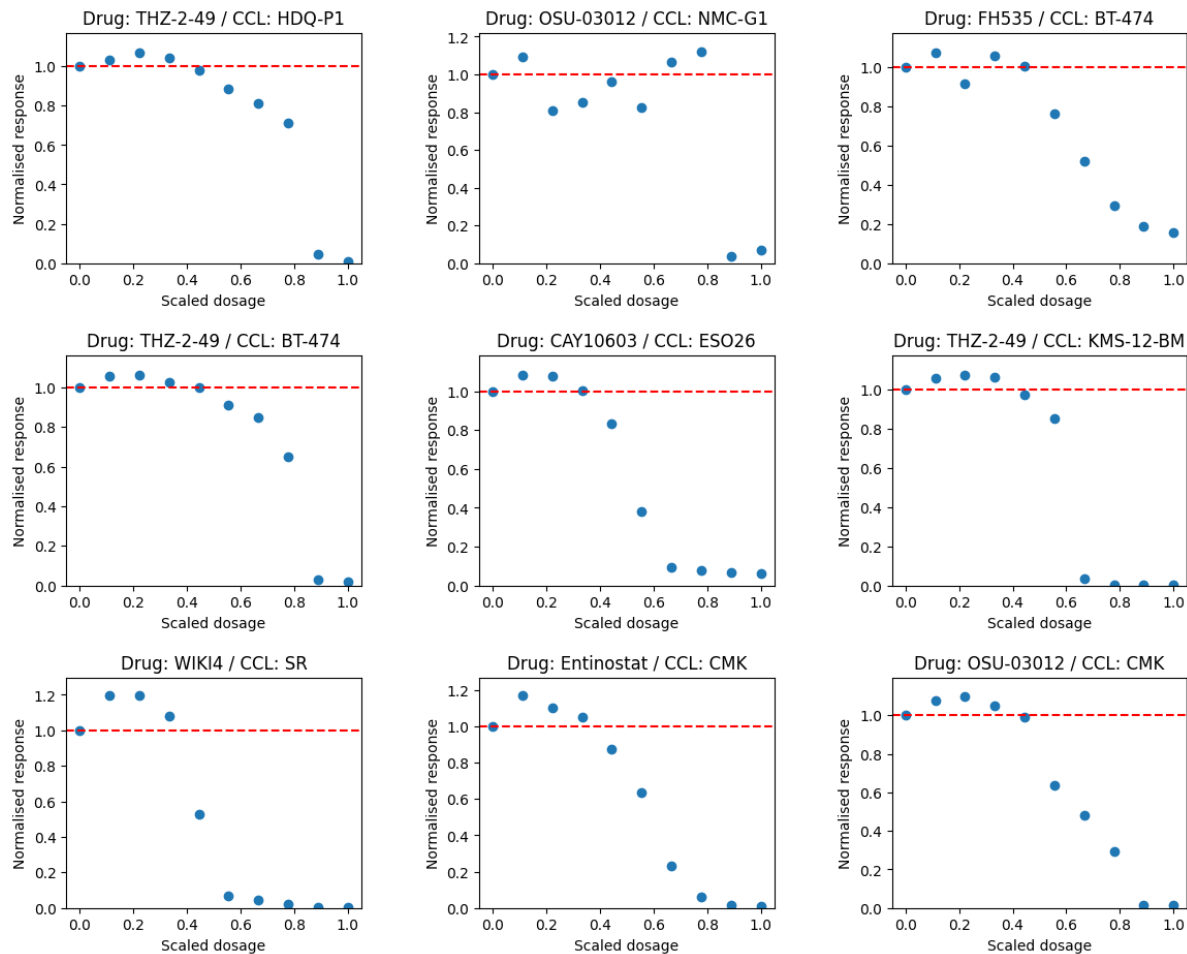 Drug: THZ-2-49 / CCL: HDQ-P1
Normalised response
1.0
0.8
0.6
0.4
0.2
0.0
0.0 0.2 0.4 0.6 0.8 1.0
Scaled dosage
Drug: OSU-03012 / CCL: NMC-G1
Normalised response
1.2
1.0
0.8
0.6
0.4
0.2
0.0
0.0 0.2 0.4 0.6 0.8 1.0
Scaled dosage
Drug: FH535 / CCL: BT-474
Normalised response
1.0
0.8
0.6
0.4
0.2
0.0
0.0 0.2 0.4 0.6 0.8 1.0
Scaled dosage
Drug: THZ-2-49 / CCL: BT-474
Normalised response
1.0
0.8
0.6
0.4
0.2
0.0
0.0 0.2 0.4 0.6 0.8 1.0
Scaled dosage
Drug: CAY10603 / CCL: ESO26
Normalised response
1.0
0.8
0.6
0.4
0.2
0.0
0.0 0.2 0.4 0.6 0.8 1.0
Scaled dosage
Drug: THZ-2-49 / CCL: KMS-12-BM
Normalised response
1.0
0.8
0.6
0.4
0.2
0.0
0.0 0.2 0.4 0.6 0.8 1.0
Scaled dosage
Drug: WIKI4 / CCL: SR
Normalised response
1.2
1.0
0.8
0.6
0.4
0.2
0.0
0.0 0.2 0.4 0.6 0.8 1.0
Scaled dosage
Drug: Entinostat / CCL: CMK
Normalised response
1.2
1.0
0.8
0.6
0.4
0.2
0.0
0.0 0.2 0.4 0.6 0.8 1.0
Scaled dosage
Drug: OSU-03012 / CCL: CMK
Normalised response
1.0
0.8
0.6
0.4
0.2
0.0
0.0 0.2 0.4 0.6 0.8 1.0
Scaled dosage